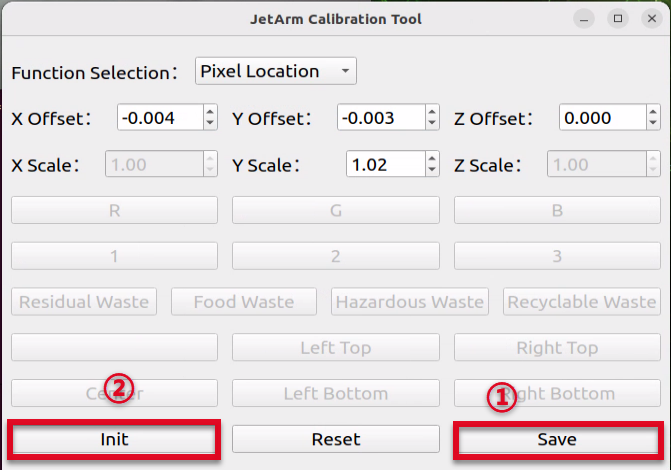 JetArm Calibration Tool
Function Selection： Pixel Location
X Offset： -0.004 Y Offset： -0.003 Z Offset： 0.000
X Scale： 1.00 Y Scale： 1.02 Z Scale： 1.00
R G B
1 2 3
Residual Waste Food Waste Hazardous Waste Recyclable Waste
Left Top Right Top
Center ② Left Bottom ① Right Bottom
Init Reset Save